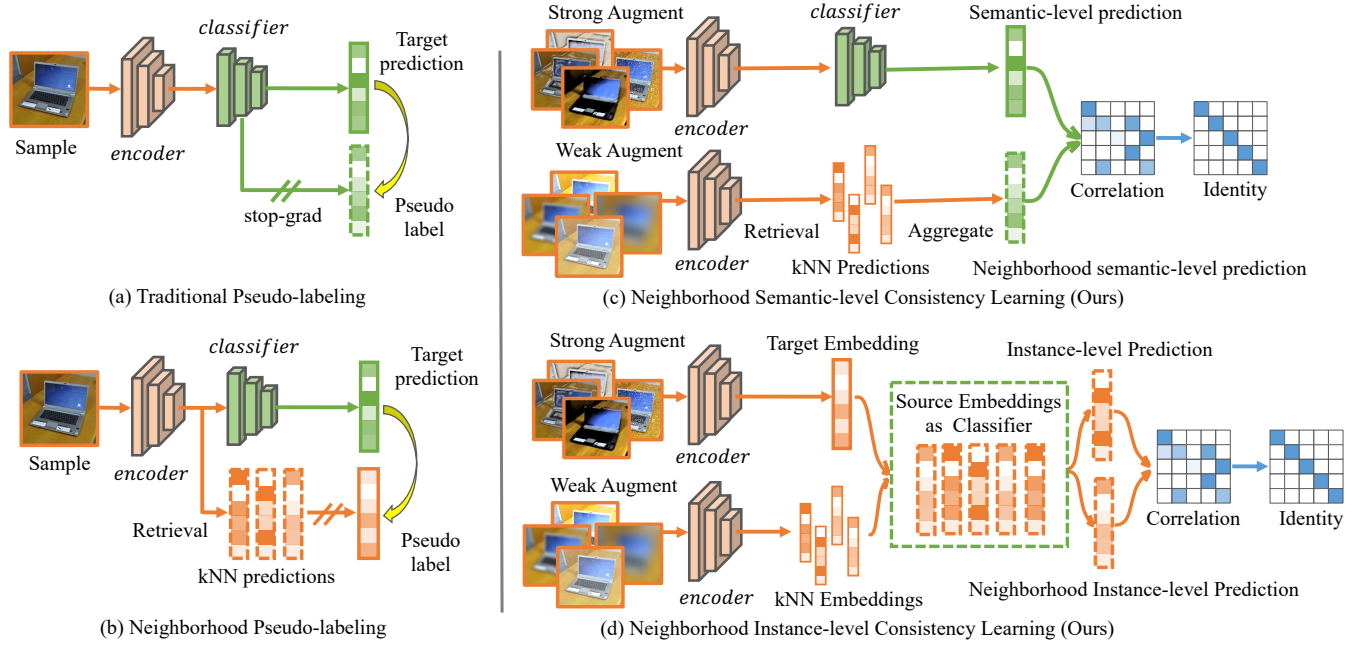 classifier
Target
prediction
Sample
encoder
stop-grad
Pseudo
label
(a) Traditional Pseudo-labeling
classifier
Target
prediction
Sample
encoder
Retrieval
kNN predictions
Pseudo
label
(b) Neighborhood Pseudo-labeling
Strong Augment
classifier
Semantic-level prediction
encoder
Weak Augment
Correlation
Identity
Retrieval
Aggregate
encoder
kNN Predictions
Neighborhood semantic-level prediction
(c) Neighborhood Semantic-level Consistency Learning (Ours)
Strong Augment
Target Embedding
Instance-level Prediction
Source Embeddings
as Classifier
encoder
Weak Augment
Correlation
Identity
encoder
kNN Embeddings
Neighborhood Instance-level Prediction
(d) Neighborhood Instance-level Consistency Learning (Ours)